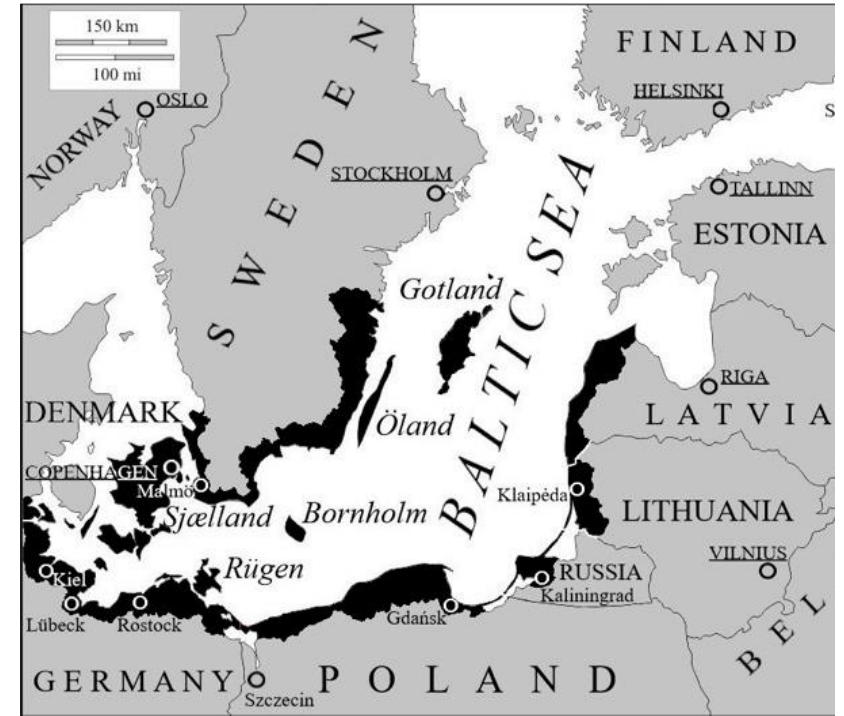 150 km
100 mi
FINLAND
HELSINKI
OSLO
NORWAY
SWEDEN
STOCKHOLM
TALLINN
ESTONIA
BALTIC SEA
Gotland
RIGA
LATVIA
DENMARK
Öland
COPENHAGEN
Malmö
Klaipėda
Sjælland
Bornholm
LITHUANIA
VILNIUS
Rügen
Kiel
RUSSIA
Kaliningrad
Lübeck
Rostock
Gdańsk
BEL
GERMANY
POLAND
Szczecin
S